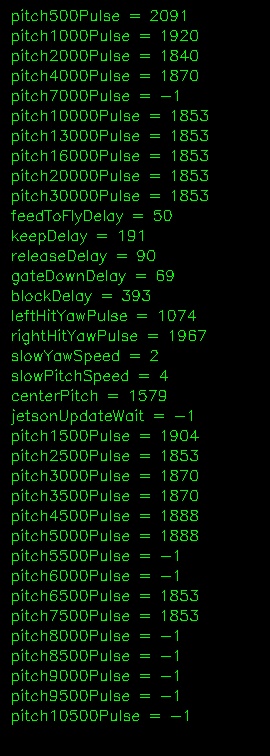 pitch500Pulse = 2091
pitch1000Pulse = 1920
pitch2000Pulse = 1840
pitch4000Pulse = 1870
pitch7000Pulse = -1
pitch10000Pulse = 1853
pitch13000Pulse = 1853
pitch16000Pulse = 1853
pitch20000Pulse = 1853
pitch30000Pulse = 1853
feedToFlyDelay = 50
keepDelay = 191
releaseDelay = 90
gateDownDelay = 69
blockDelay = 393
leftHitYawPulse = 1074
rightHitYawPulse = 1967
slowYawSpeed = 2
slowPitchSpeed = 4
centerPitch = 1579
jetsonUpdateWait = -1
pitch1500Pulse = 1904
pitch2500Pulse = 1853
pitch3000Pulse = 1870
pitch3500Pulse = 1870
pitch4500Pulse = 1888
pitch5000Pulse = 1888
pitch5500Pulse = -1
pitch6000Pulse = -1
pitch6500Pulse = 1853
pitch7500Pulse = 1853
pitch8000Pulse = -1
pitch8500Pulse = -1
pitch9000Pulse = -1
pitch9500Pulse = -1
pitch10500Pulse = -1